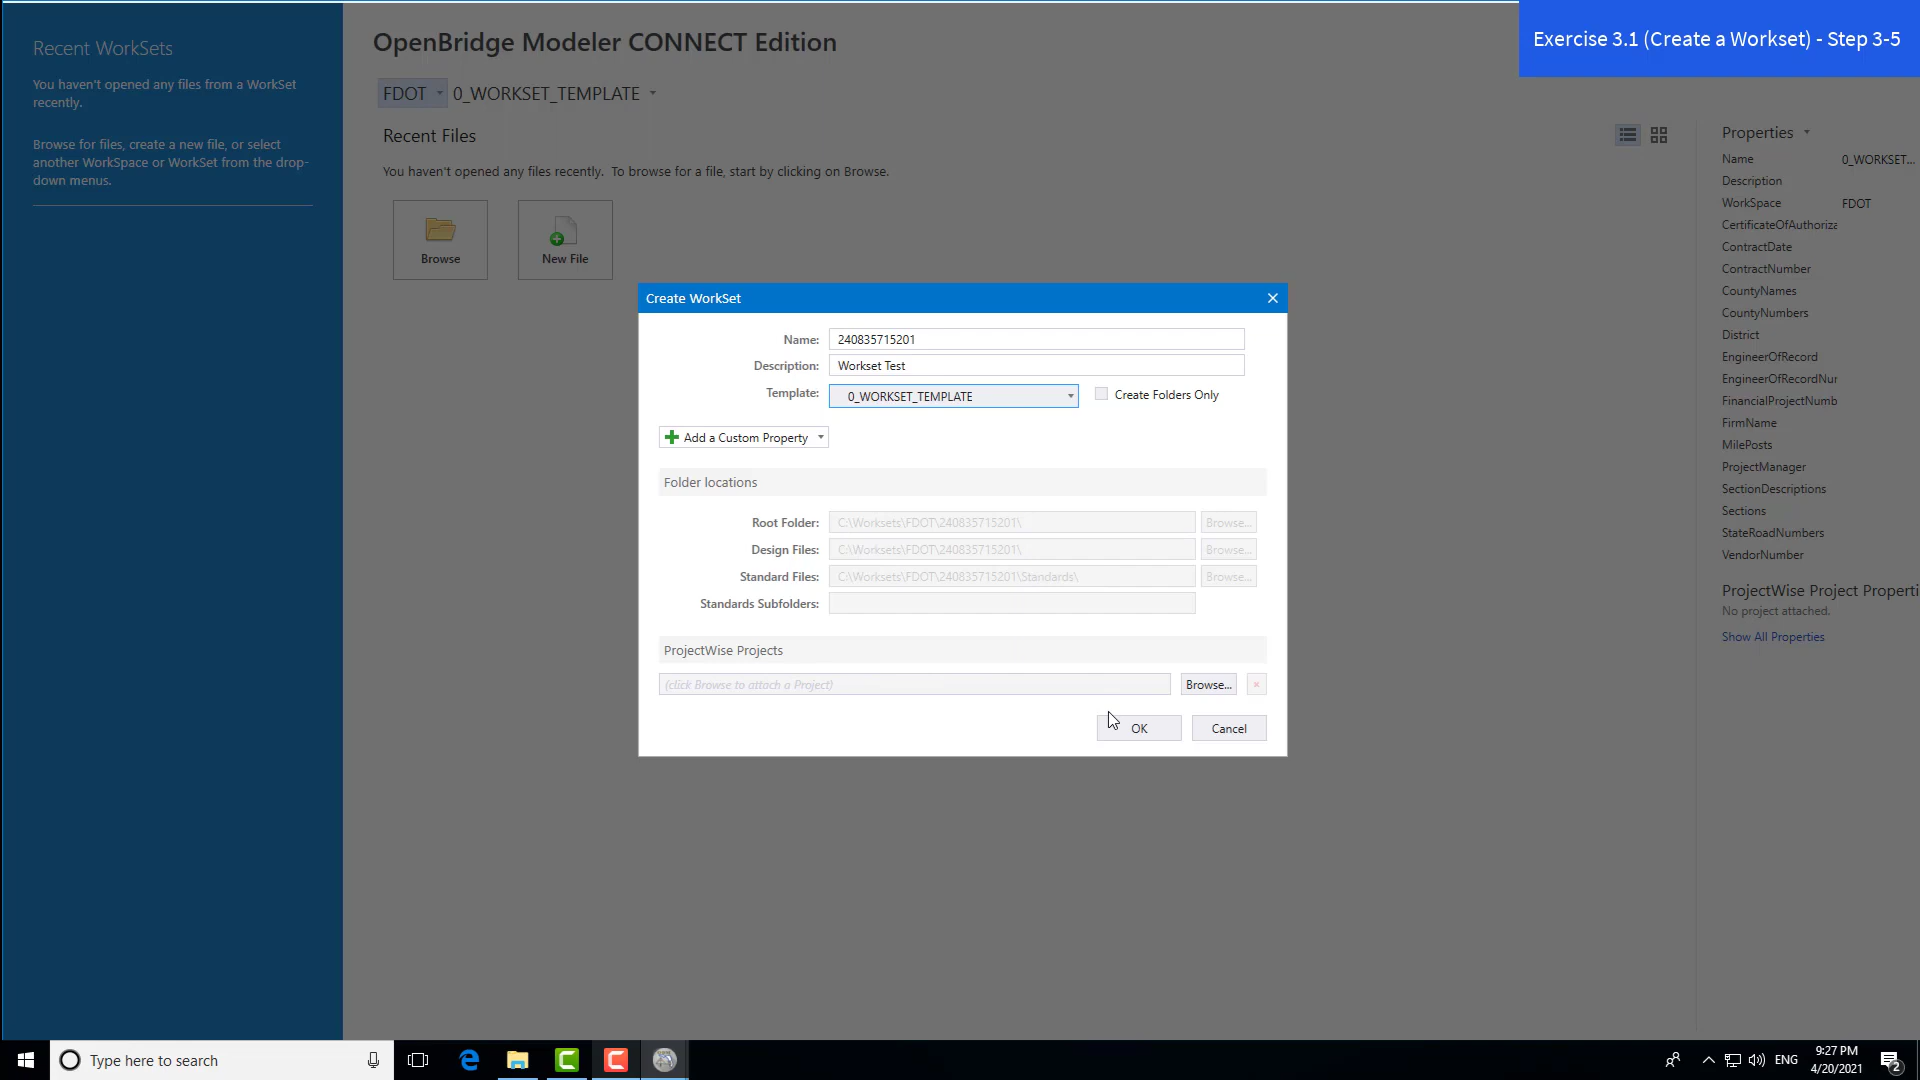 Exercise 3.1 (Create a Workset) - Step 3-5
Recent WorkSets
You haven't opened any files from a WorkSet
recently.
Browse for files, create a new file, or select
another WorkSpace or WorkSet from the drop-
down menus.
OpenBridge Modeler CONNECT Edition
FDOT 0_WORKSET_TEMPLATE
Recent Files
You haven't opened any files recently. To browse for a file, start by clicking on Browse.
Browse
New File
Create WorkSet
Name: 240835715201
Description: Workset Test
Template: 0_WORKSET_TEMPLATE Create Folders Only
Add a Custom Property
Folder locations
Root Folder: C:\Worksets\FDOT\240835715201\ Browse...
Design Files: C:\Worksets\FDOT\240835715201\ Browse...
Standard Files: C:\Worksets\FDOT\240835715201\Standards\ Browse...
Standards Subfolders:
ProjectWise Projects
(click Browse to attach a Project) Browse...
OK Cancel
Properties
Name 0_WORKSET...
Description
WorkSpace FDOT
CertificateOfAuthoriza
ContractDate
ContractNumber
CountyNames
CountyNumbers
District
EngineerOfRecord
EngineerOfRecordNur
FinancialProjectNumb
FirmName
MilePosts
ProjectManager
SectionDescriptions
Sections
StateRoadNumbers
VendorNumber
ProjectWise Project Properti
No project attached.
Show All Properties
Type here to search
ENG
9:27 PM
4/20/2021
2